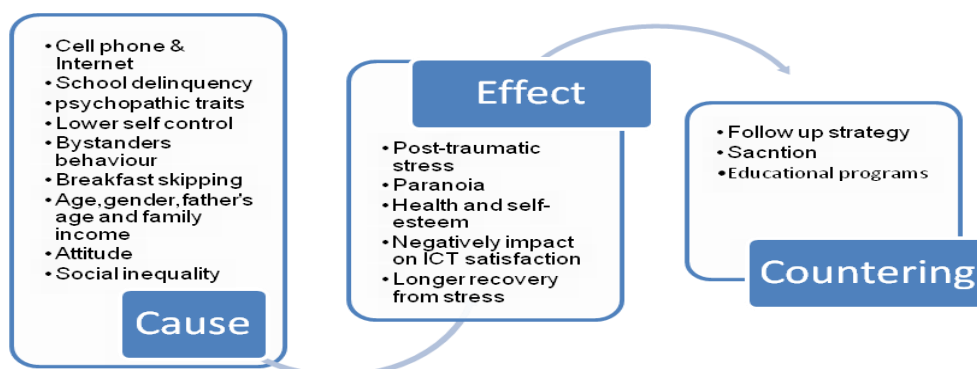 • Cell phone &
Internet
• School delinquency
• psychopathic traits
• Lower self control
• Bystanders
behaviour
• Breakfast skipping
• Age, gender, father's
age and family
income
• Attitude
• Social inequality
Cause
Effect
• Post-traumatic
stress
• Paranoia
• Health and self-
esteem
• Negatively impact
on ICT satisfaction
• Longer recovery
from stress
• Follow up strategy
• Sacntion
• Educational programs
Countering